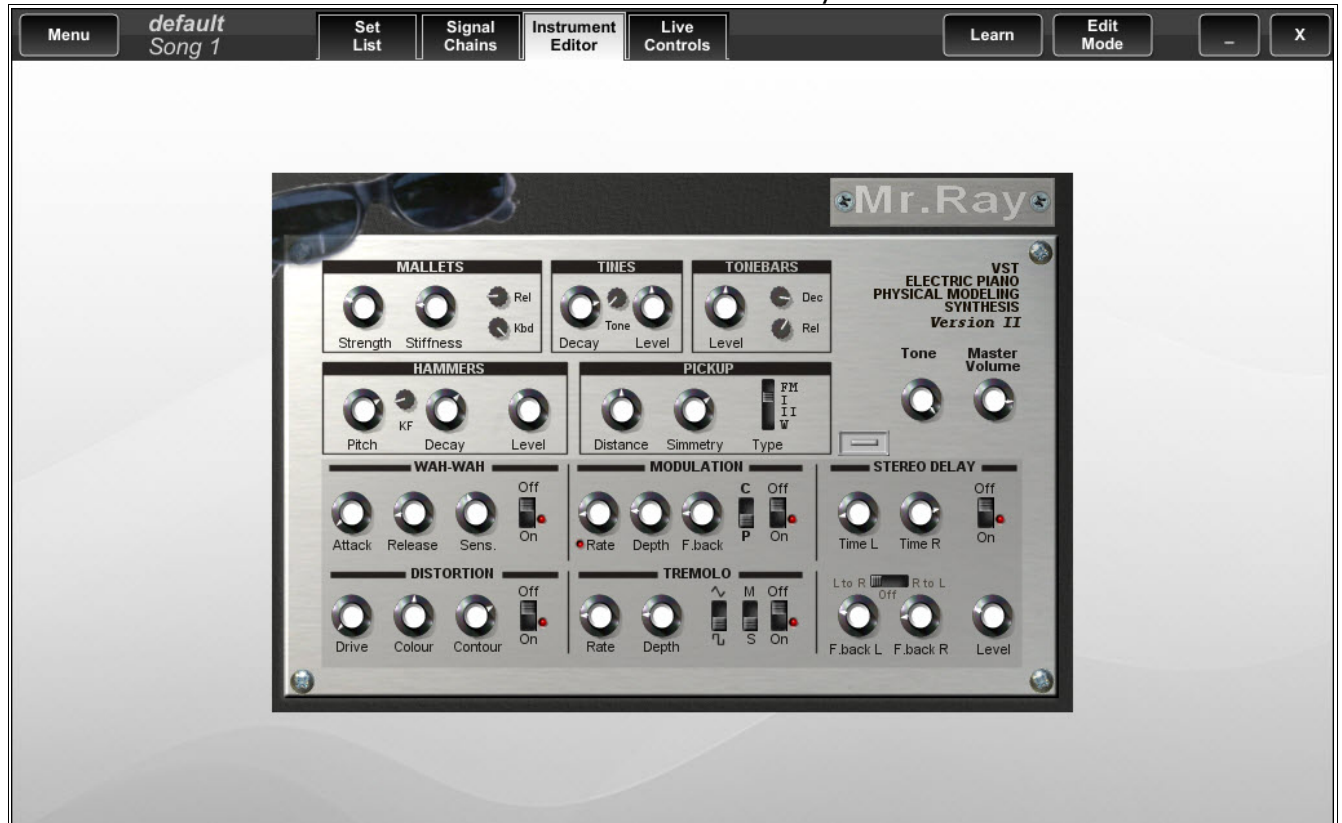 Menu
default
Song 1
Set
List
Signal
Chains
Instrument
Editor
Live
Controls
Learn
Edit
Mode
_
X
Mr.Ray
VST
ELECTRIC PIANO
PHYSICAL MODELING
SYNTHESIS
Version II
MALLETS
Rel
Kbd
Strength Stiffness
TINES
Tone
Decay Level
TONEBARS
Dec
Rel
Level
Tone
Master
Volume
HAMMERS
KF
Pitch Decay Level
PICKUP
FM
I
II
W
Distance Simmetry Type
WAH-WAH
Off
On
Attack Release Sens.
MODULATION
C Off
P On
Rate Depth F.back
STEREO DELAY
Off
On
Time L Time R
DISTORTION
Off
On
Drive Colour Contour
TREMOLO
M Off
S On
Rate Depth
L to R R to L
Off
F.back L F.back R Level